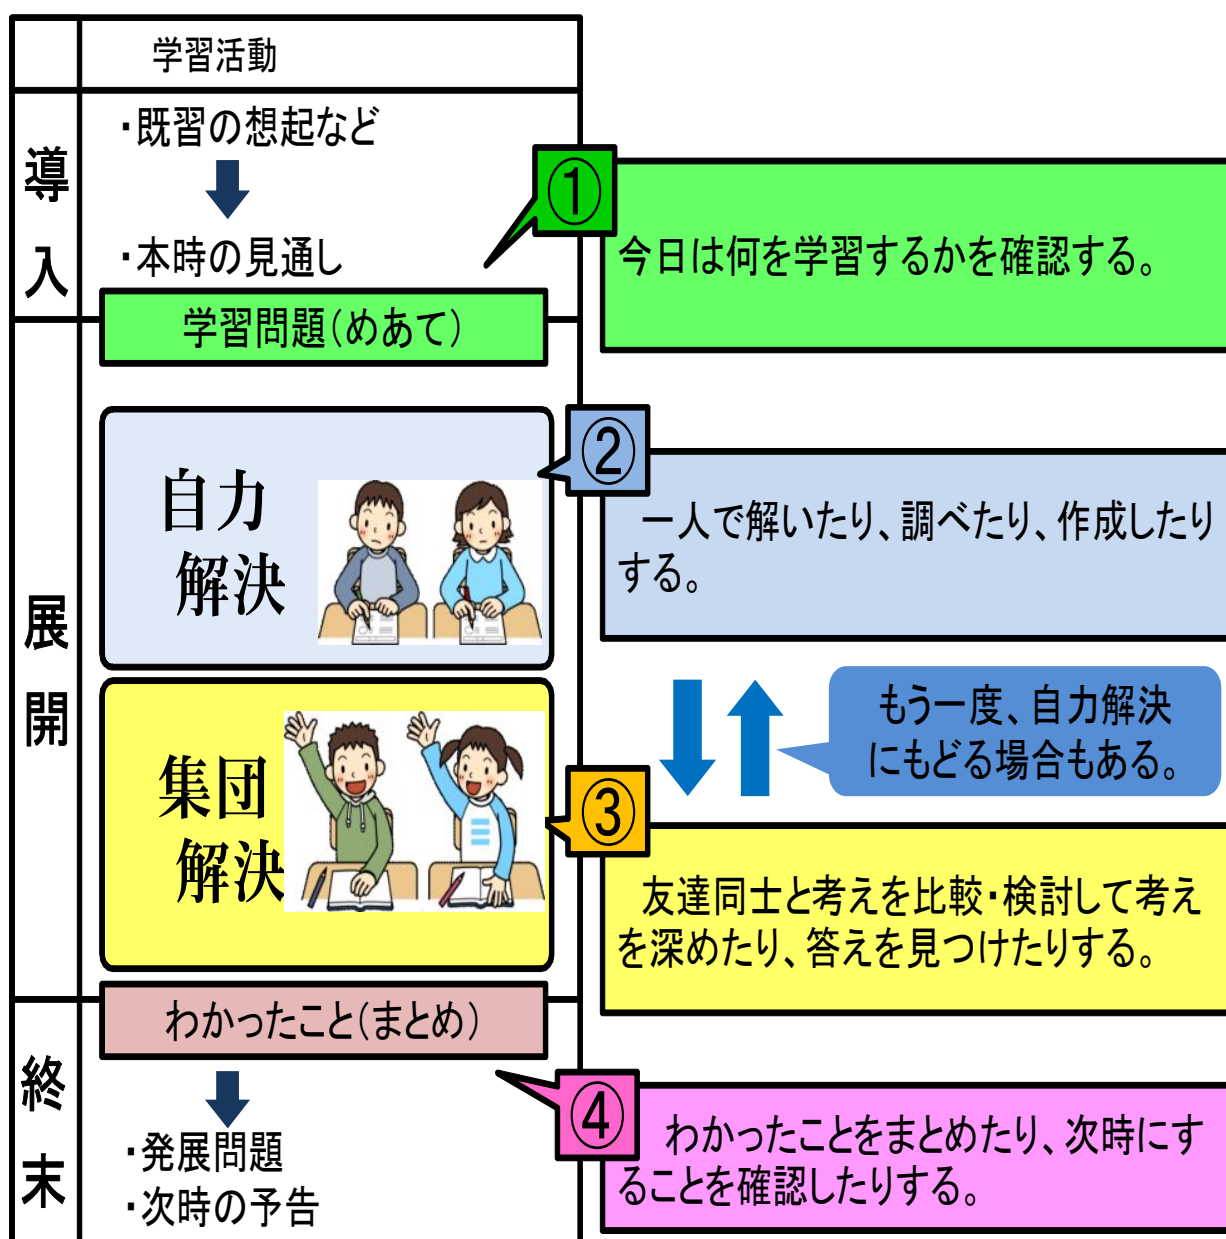 学習活動
導入
・既習の想起など
・本時の見通し
①
今日は何を学習するかを確認する。
学習問題(めあて)
展開
自力
解決
②
一人で解いたり、調べたり、作成したり
する。
もう一度、自力解決
にもどる場合もある。
集団
解決
③
友達同士と考えを比較・検討して考え
を深めたり、答えを見つけたりする。
わかったこと(まとめ)
終末
④
わかったことをまとめたり、次時にす
ることを確認したりする。
・発展問題
・次時の予告